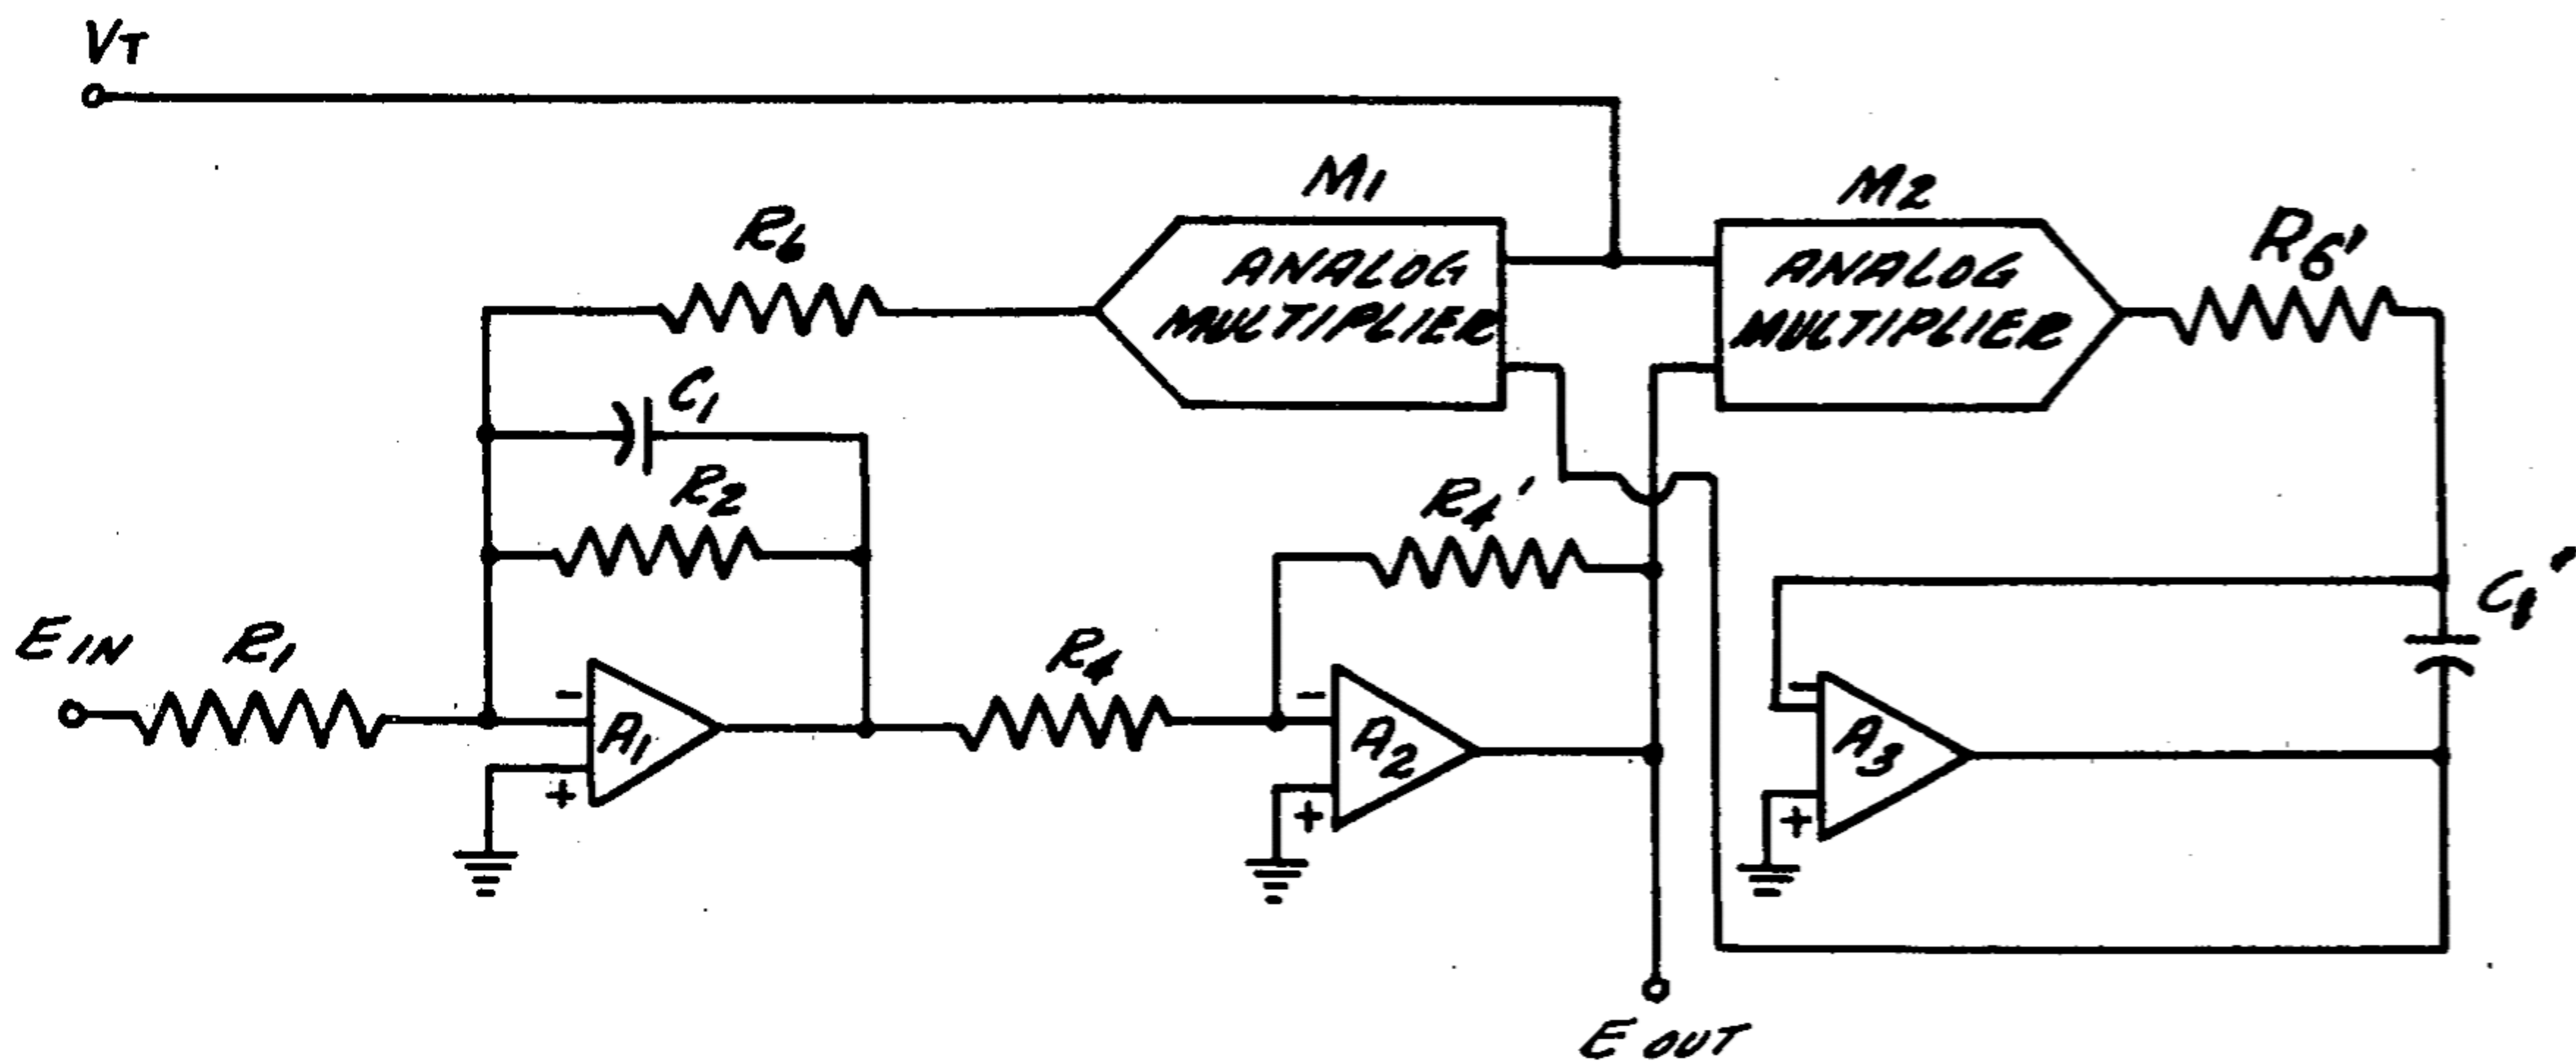 VT
M1
M2
R6
ANALOG
MULTIPLIER
ANALOG
MULTIPLIER
R6'
C1
R2
R4'
C1'
E IN
R1
R4
-
A1
+
-
A2
+
-
A3
+
E OUT